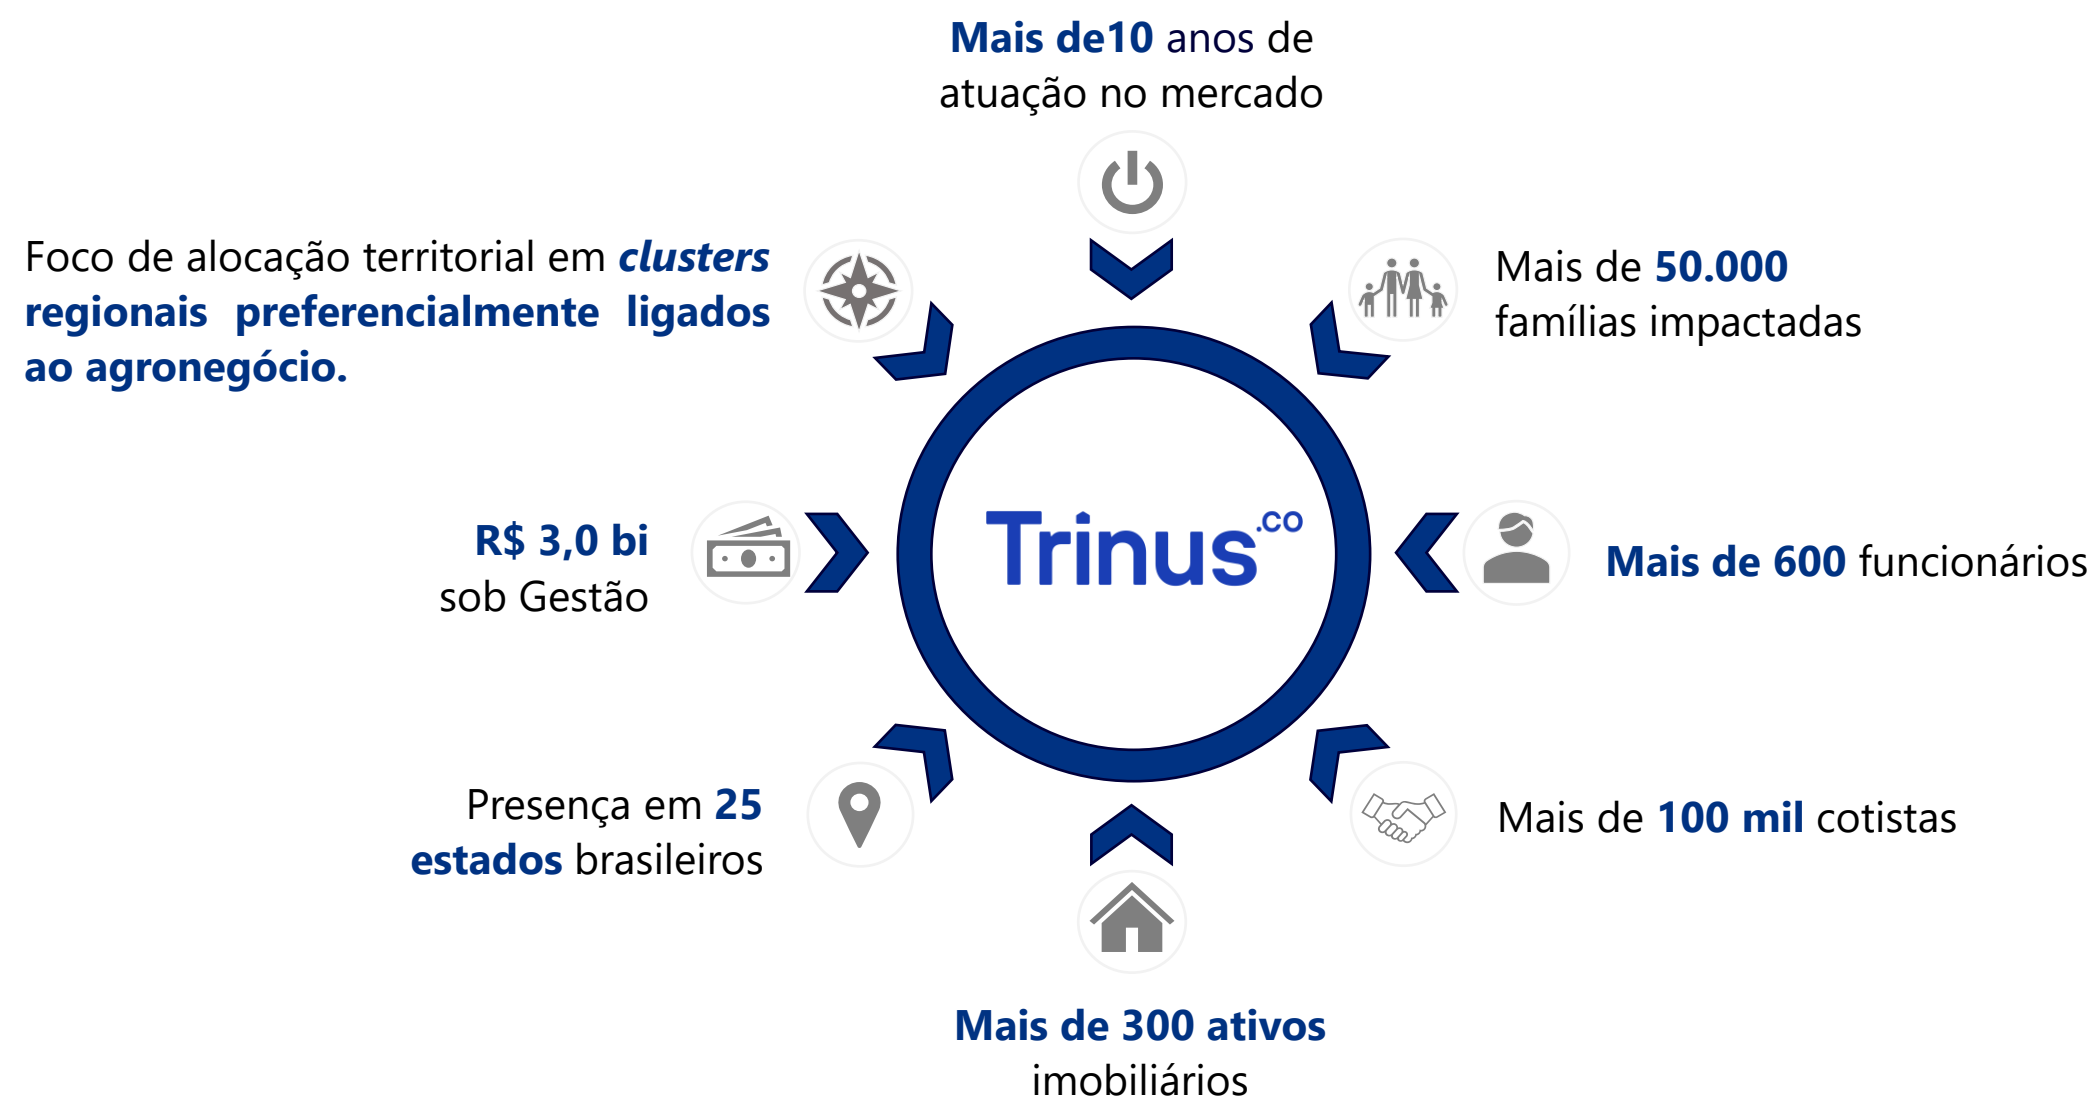 Mais de10 anos de
atuação no mercado
Foco de alocação territorial em clusters
regionais preferencialmente ligados
ao agronegócio.
Mais de 50.000
famílias impactadas
R$ 3,0 bi
sob Gestão
Trinus.co
Mais de 600 funcionários
Presença em 25
estados brasileiros
Mais de 100 mil cotistas
Mais de 300 ativos
imobiliários